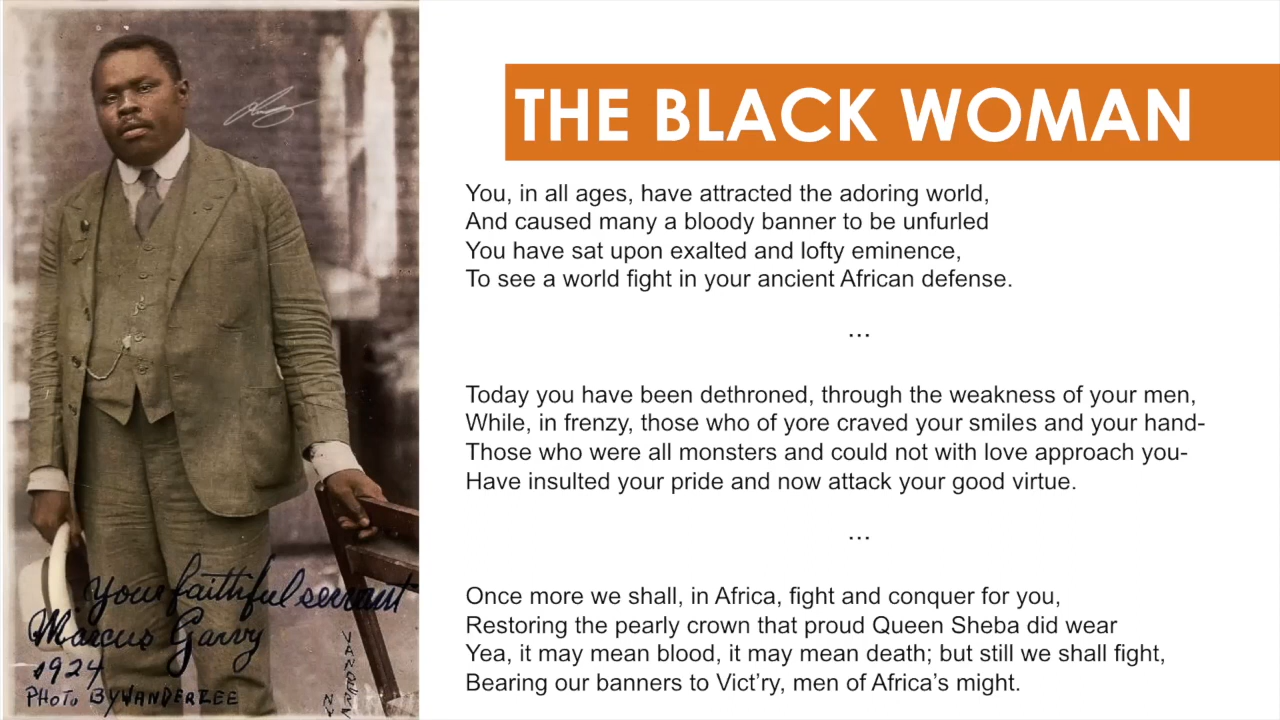 THE BLACK WOMAN
You, in all ages, have attracted the adoring world,
And caused many a bloody banner to be unfurled
You have sat upon exalted and lofty eminence,
To see a world fight in your ancient African defense.
...
Today you have been dethroned, through the weakness of your men,
While, in frenzy, those who of yore craved your smiles and your hand-
Those who were all monsters and could not with love approach you-
Have insulted your pride and now attack your good virtue.
...
Once more we shall, in Africa, fight and conquer for you,
Restoring the pearly crown that proud Queen Sheba did wear
Yea, it may mean blood, it may mean death; but still we shall fight,
Bearing our banners to Vict’ry, men of Africa’s might.
Your faithful servant
Marcus Garvy
1924
PHOTO BY VANDERZEE